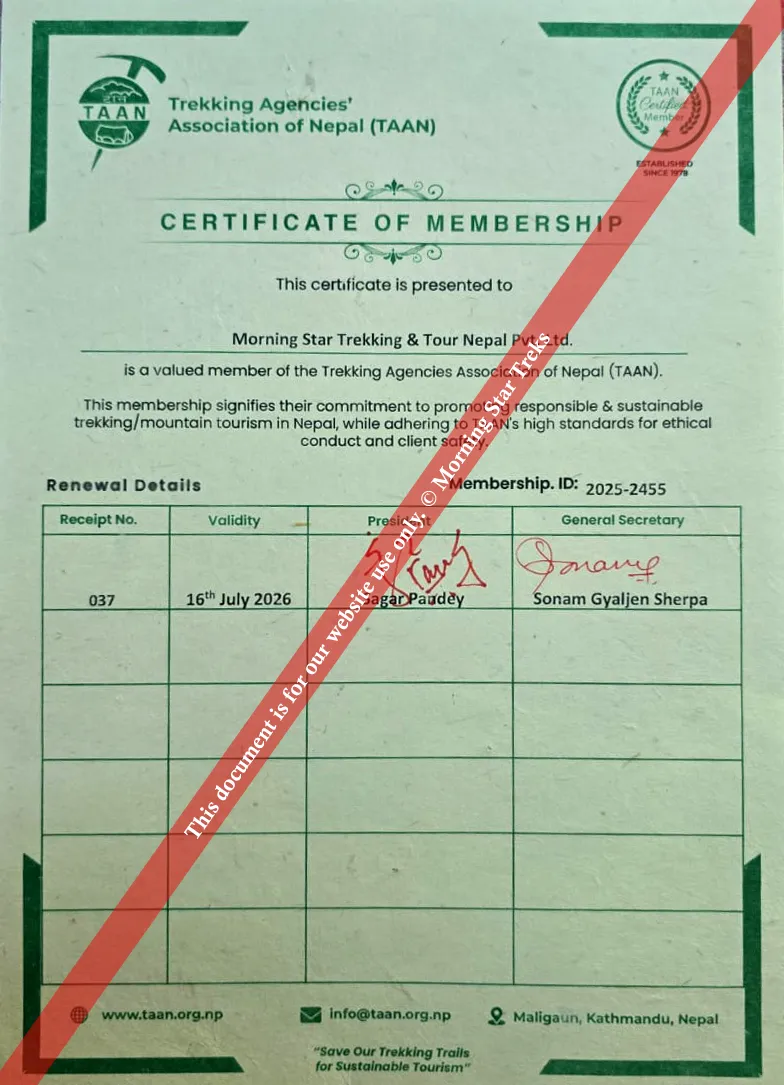 TAAN
Trekking Agencies'
Association of Nepal (TAAN)
TAAN
Certified
Member
ESTABLISHED
SINCE 1978
CERTIFICATE OF MEMBERSHIP
This certificate is presented to
Morning Star Trekking & Tour Nepal Pvt. Ltd.
is a valued member of the Trekking Agencies Association of Nepal (TAAN).
This membership signifies their commitment to promoting responsible & sustainable
trekking/mountain tourism in Nepal, while adhering to TAAN's high standards for ethical
conduct and client safety.
Renewal Details
Membership. ID: 2025-2455
Receipt No. Validity President General Secretary
037 16th July 2026 Sagar Pandey Sonam Gyaljen Sherpa
This document is for our website use only. © Morning Star Treks
www.taan.org.np info@taan.org.np Maligaun, Kathmandu, Nepal
"Save Our Trekking Trails
for Sustainable Tourism"